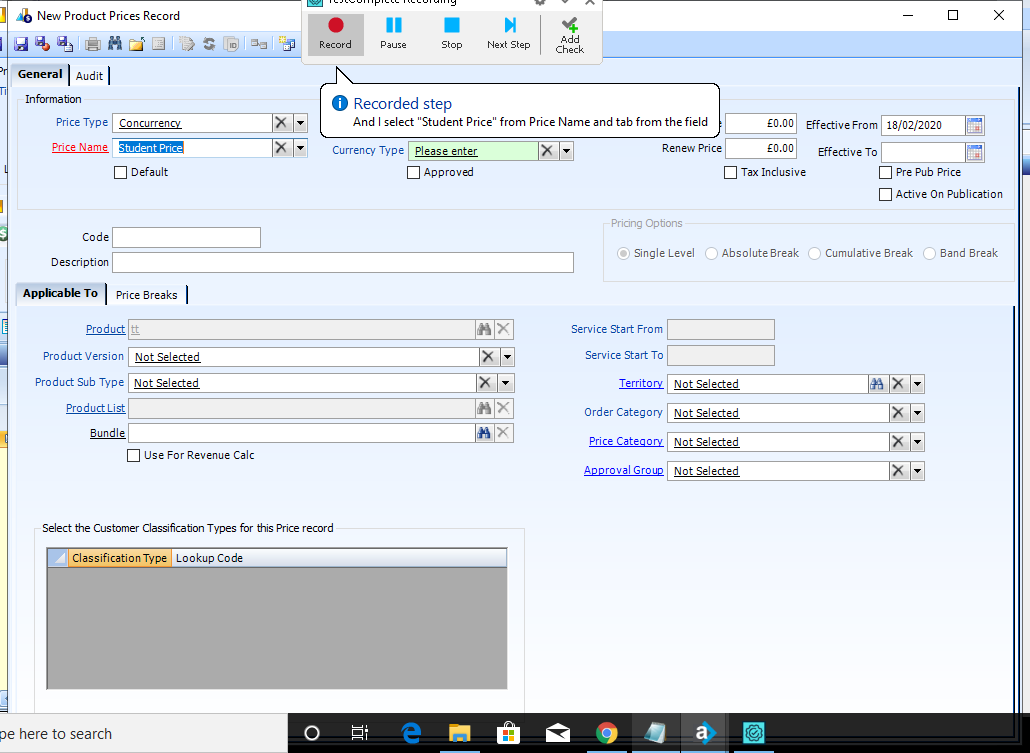 New Product Prices Record
TestComplete Recording
Record Pause Stop Next Step Add Check
General Audit
Recorded step
And I select "Student Price" from Price Name and tab from the field
Information
Price Type Concurrency £0.00 Effective From 18/02/2020
Price Name Student Price Currency Type Please enter Renew Price £0.00 Effective To
Default Approved Tax Inclusive Pre Pub Price
Active On Publication
Code
Description
Pricing Options
Single Level Absolute Break Cumulative Break Band Break
Applicable To Price Breaks
Product tt
Product Version Not Selected
Product Sub Type Not Selected
Product List
Bundle
Use For Revenue Calc
Service Start From
Service Start To
Territory Not Selected
Order Category Not Selected
Price Category Not Selected
Approval Group Not Selected
Select the Customer Classification Types for this Price record
Classification Type Lookup Code
pe here to search